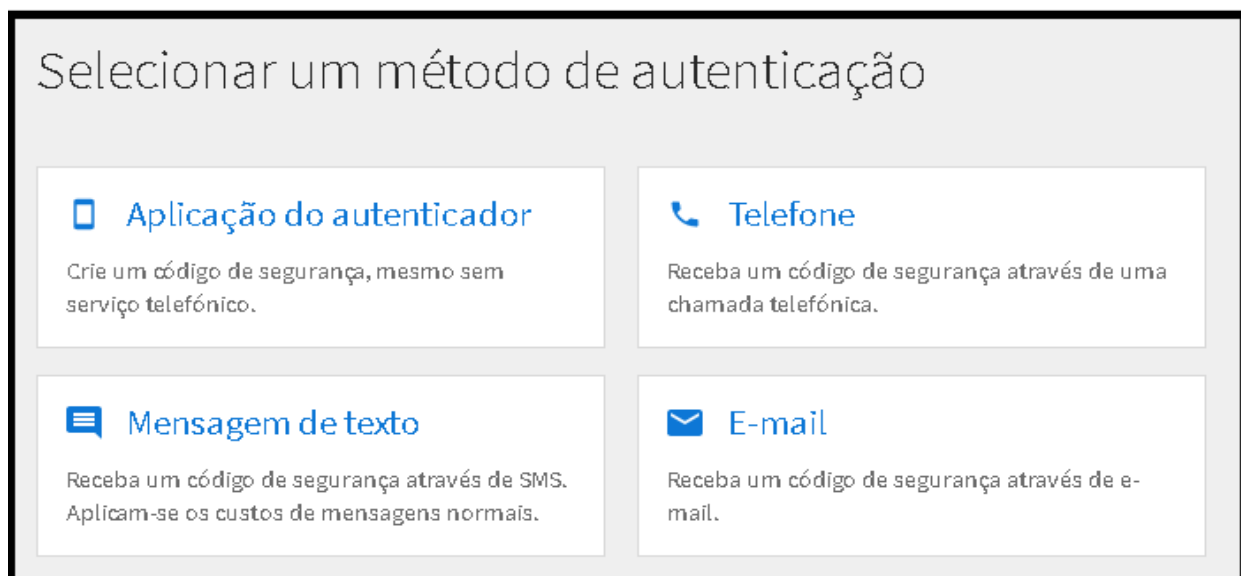 Selecionar um método de autenticação
Aplicação do autenticador
Crie um código de segurança, mesmo sem
serviço telefónico.
Telefone
Receba um código de segurança através de uma
chamada telefónica.
Mensagem de texto
Receba um código de segurança através de SMS.
Aplicam-se os custos de mensagens normais.
E-mail
Receba um código de segurança através de e-
mail.